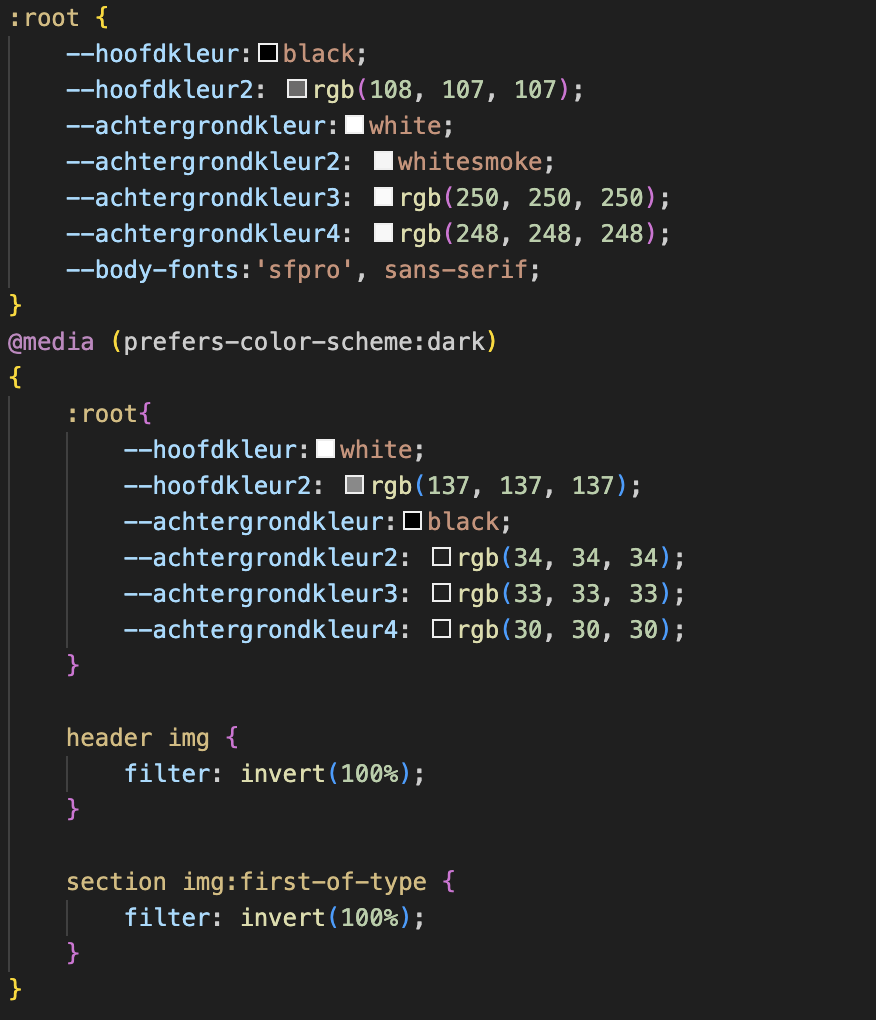 :root {
    --hoofdkleur:black;
    --hoofdkleur2: rgb(108, 107, 107);
    --achtergrondkleur:white;
    --achtergrondkleur2: whitesmoke;
    --achtergrondkleur3: rgb(250, 250, 250);
    --achtergrondkleur4: rgb(248, 248, 248);
    --body-fonts:'sfpro', sans-serif;
}
@media (prefers-color-scheme:dark)
{
    :root{
        --hoofdkleur:white;
        --hoofdkleur2: rgb(137, 137, 137);
        --achtergrondkleur:black;
        --achtergrondkleur2: rgb(34, 34, 34);
        --achtergrondkleur3: rgb(33, 33, 33);
        --achtergrondkleur4: rgb(30, 30, 30);
    }

    header img {
        filter: invert(100%);
    }

    section img:first-of-type {
        filter: invert(100%);
    }
}